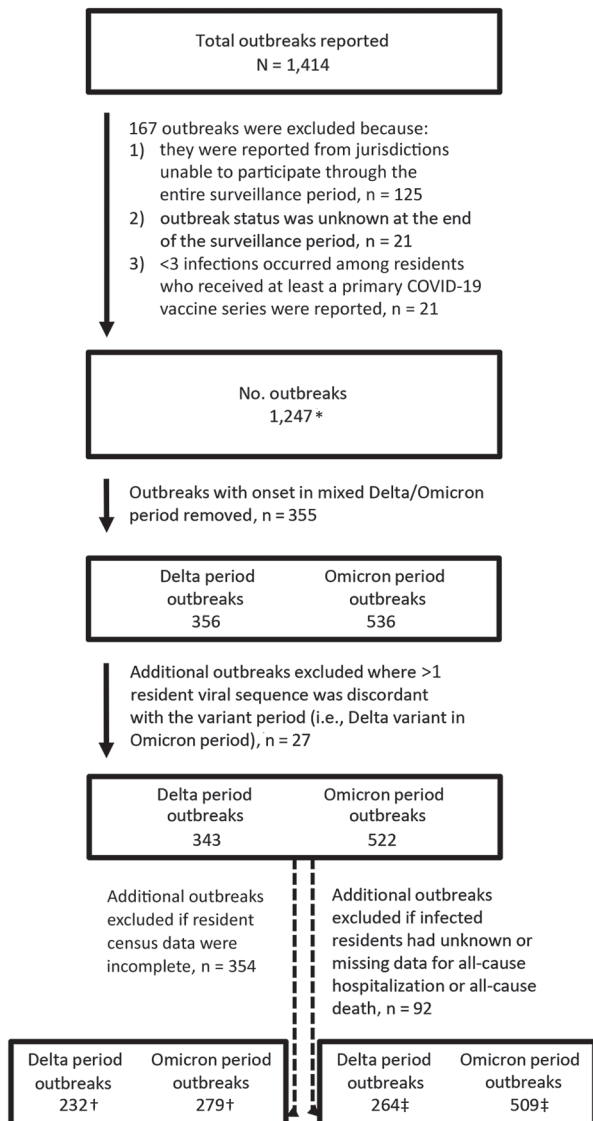 Total outbreaks reported
N = 1,414
167 outbreaks were excluded because:
1) they were reported from jurisdictions
unable to participate through the
entire surveillance period, n = 125
2) outbreak status was unknown at the end
of the surveillance period, n = 21
3) <3 infections occurred among residents
who received at least a primary COVID-19
vaccine series were reported, n = 21
No. outbreaks
1,247*
Outbreaks with onset in mixed Delta/Omicron
period removed, n = 355
Delta period
outbreaks
356
Omicron period
outbreaks
536
Additional outbreaks excluded where >1
resident viral sequence was discordant
with the variant period (i.e., Delta variant in
Omicron period), n = 27
Delta period
outbreaks
343
Omicron period
outbreaks
522
Additional outbreaks
excluded if resident
census data were
incomplete, n = 354
Additional outbreaks
excluded if infected
residents had unknown or
missing data for all-cause
hospitalization or all-cause
death, n = 92
Delta period
outbreaks
232†
Omicron period
outbreaks
279†
Delta period
outbreaks
264‡
Omicron period
outbreaks
509‡